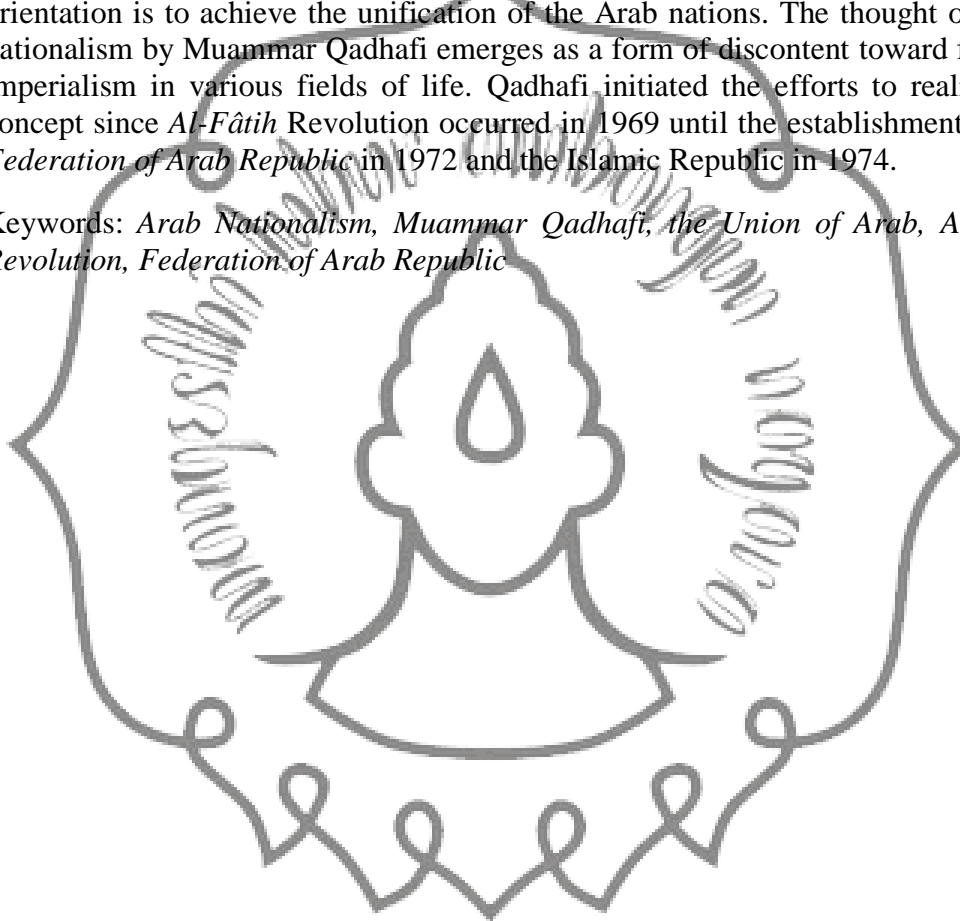 rientation is to achieve the unification of the Arab nations. The thought o
ationalism by Muammar Qadhafi emerges as a form of discontent toward f
mperialism in various fields of life. Qadhafi initiated the efforts to reali
oncept since Al-Fâtih Revolution occurred in 1969 until the establishment
Federation of Arab Republic in 1972 and the Islamic Republic in 1974.
Keywords: Arab Nationalism, Muammar Qadhafi, the Union of Arab, A
Revolution, Federation of Arab Republic